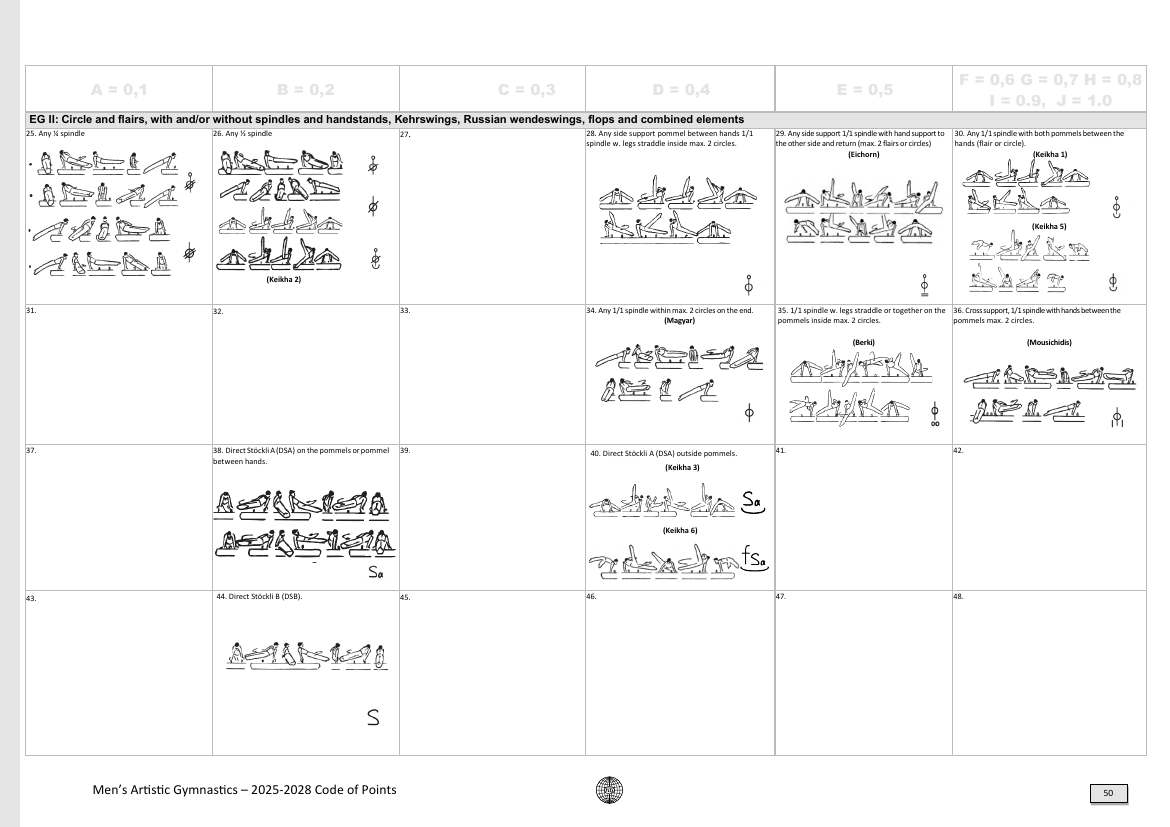 A = 0,1
B = 0,2
C = 0,3
D = 0,4
E = 0,5
F = 0,6 G = 0,7 H = 0,8
I = 0.9, J = 1.0
EG II: Circle and flairs, with and/or without spindles and handstands, Kehrswings, Russian wendeswings, flops and combined elements
25. Any ¼ spindle
26. Any ½ spindle
(Keikha 2)
27.
28. Any side support pommel between hands 1/1
spindle w. legs straddle inside max. 2 circles.
29. Any side support 1/1 spindle with hand support to
the other side and return (max. 2 flairs or circles)
(Eichorn)
30. Any 1/1 spindle with both pommels between the
hands (flair or circle).
(Keikha 1)
(Keikha 5)
31.
32.
33.
34. Any 1/1 spindle within max. 2 circles on the end.
(Magyar)
35. 1/1 spindle w. legs straddle or together on the
pommels inside max. 2 circles.
(Berki)
36. Cross support, 1/1 spindle with hands between the
pommels max. 2 circles.
(Mousichidis)
37.
38. Direct Stöckli A (DSA) on the pommels or pommel
between hands.
Sa
39.
40. Direct Stöckli A (DSA) outside pommels.
(Keikha 3)
Sa
(Keikha 6)
fSa
41.
42.
43.
44. Direct Stöckli B (DSB).
S
45.
46.
47.
48.
Men's Artistic Gymnastics – 2025-2028 Code of Points
50